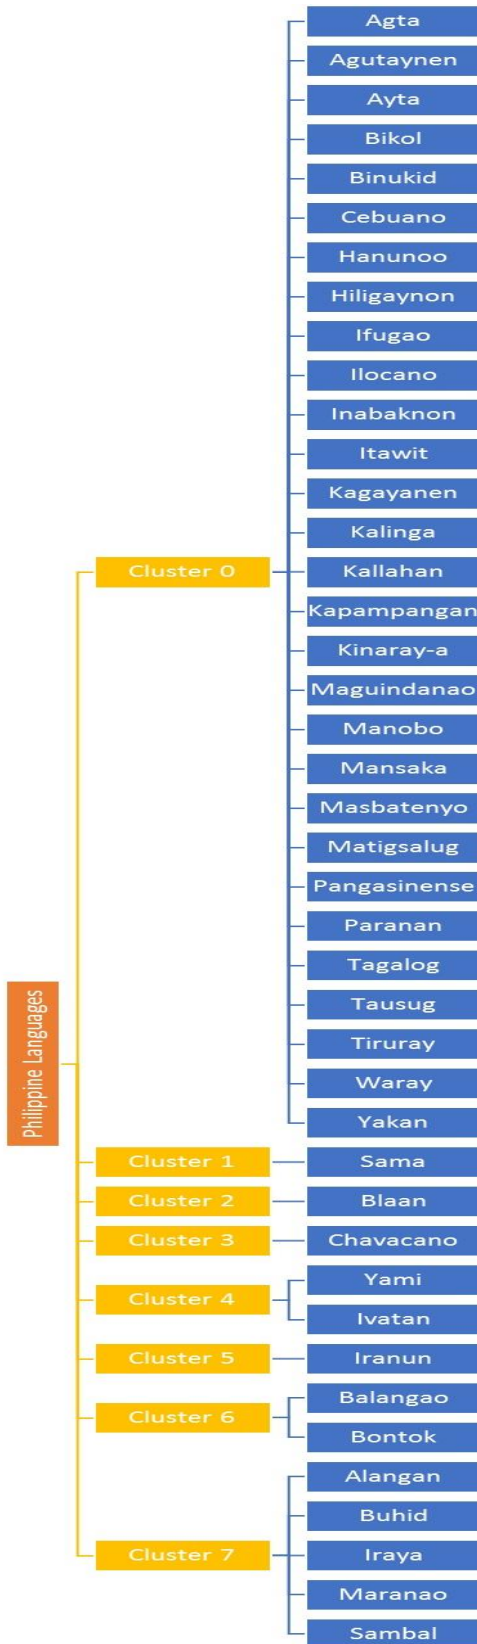 Philippine Languages
Cluster 0
Agta
Agutaynen
Ayta
Bikol
Binukid
Cebuano
Hanunoo
Hiligaynon
Ifugao
Ilocano
Inabaknon
Itawit
Kagayanen
Kalinga
Kallahan
Kapampangan
Kinaray-a
Maguindanao
Manobo
Mansaka
Masbatenyo
Matigsalug
Pangasinense
Paranan
Tagalog
Tausug
Tiruray
Waray
Yakan
Cluster 1
Sama
Cluster 2
Blaan
Cluster 3
Chavacano
Cluster 4
Yami
Ivatan
Cluster 5
Iranun
Cluster 6
Balangao
Bontok
Cluster 7
Alangan
Buhid
Iraya
Maranao
Sambal